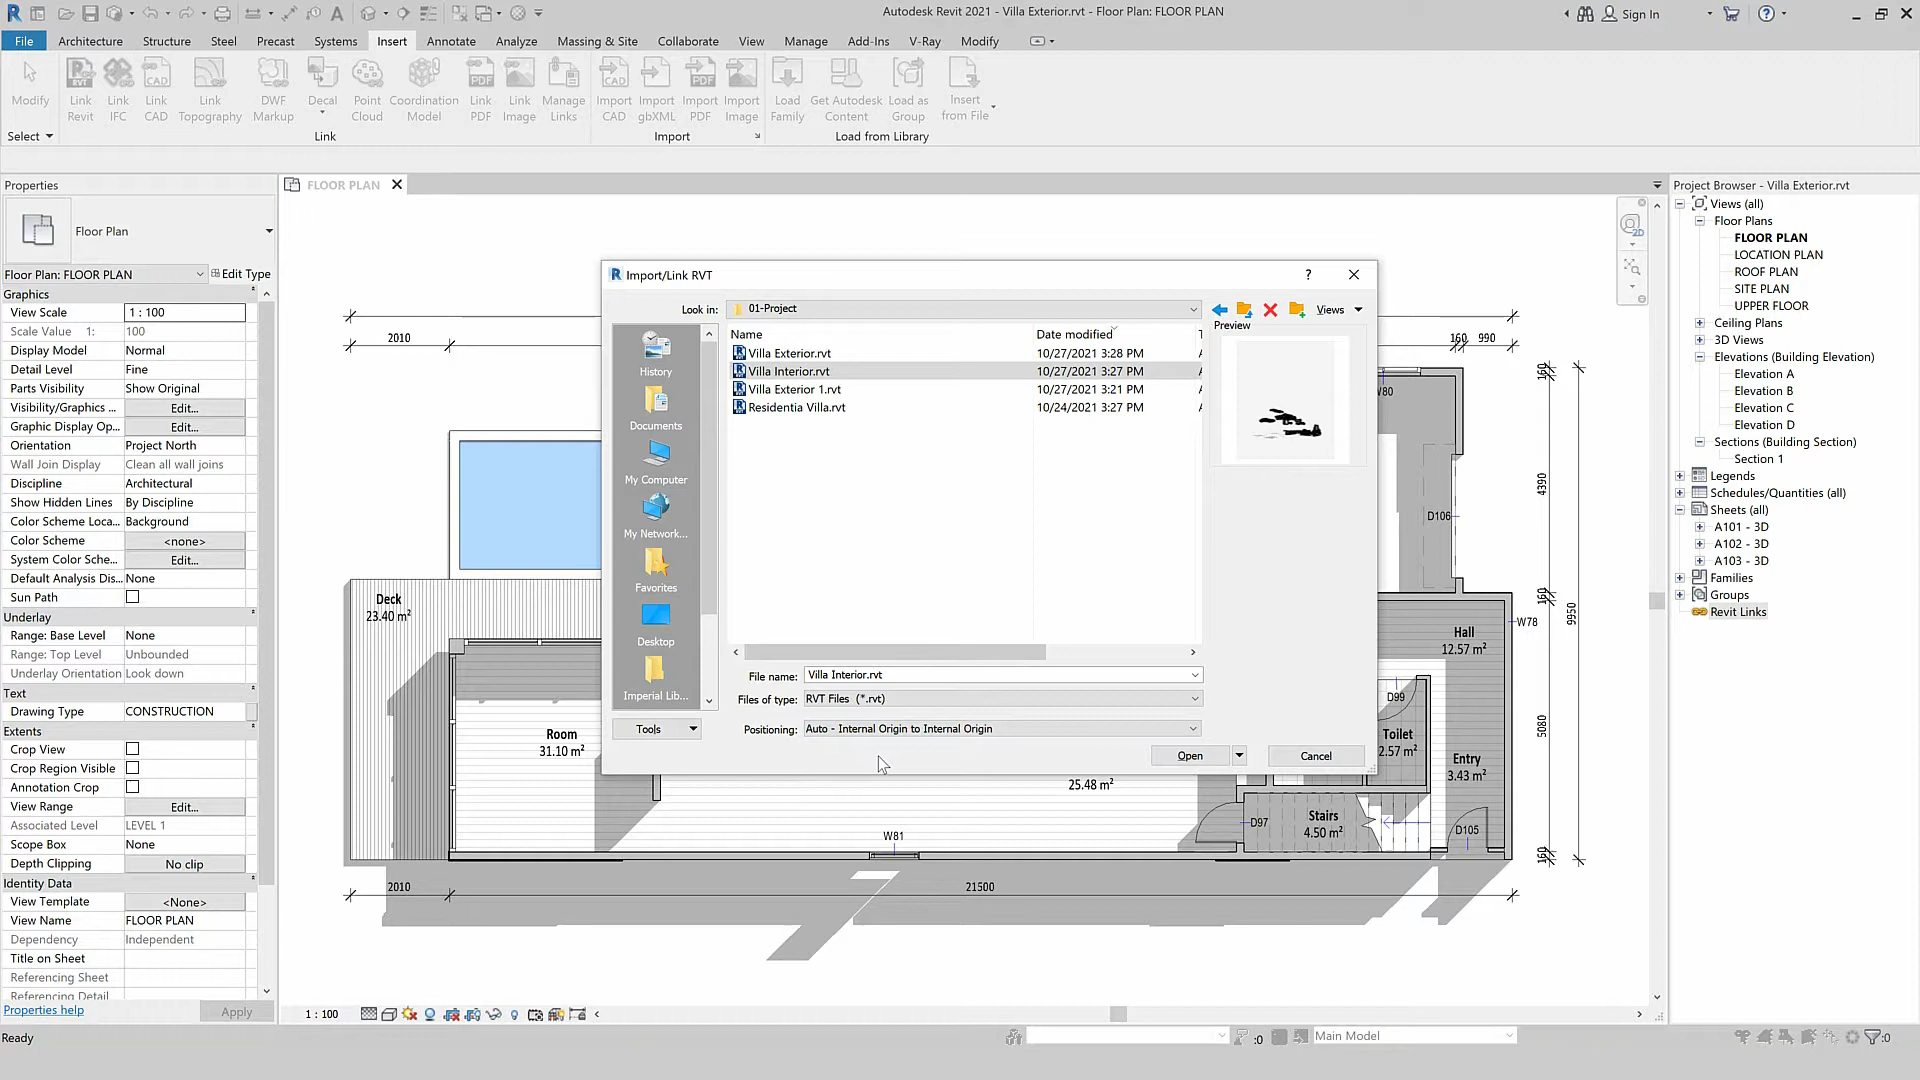 Autodesk Revit 2021 - Villa Exterior.rvt - Floor Plan: FLOOR PLAN
Sign In
File
Architecture
Structure
Steel
Precast
Systems
Insert
Annotate
Analyze
Massing & Site
Collaborate
View
Manage
Add-Ins
V-Ray
Modify
Modify
Link Revit
Link IFC
Link CAD
Link Topography
DWF Markup
Decal
Point Cloud
Coordination Model
Link PDF
Link Image
Manage Links
Import CAD
Import gbXML
Import PDF
Import Image
Load Family
Get Autodesk Content
Load as Group
Insert from File
Select
Link
Import
Load from Library
Properties
FLOOR PLAN
Floor Plan
Floor Plan: FLOOR PLAN
Edit Type
Graphics
View Scale 1 : 100
Scale Value 1: 100
Display Model Normal
Detail Level Fine
Parts Visibility Show Original
Visibility/Graphics ... Edit...
Graphic Display Op... Edit...
Orientation Project North
Wall Join Display Clean all wall joins
Discipline Architectural
Show Hidden Lines By Discipline
Color Scheme Loca... Background
Color Scheme <none>
System Color Sche... Edit...
Default Analysis Dis... None
Sun Path
Underlay
Range: Base Level None
Range: Top Level Unbounded
Underlay Orientation Look down
Text
Drawing Type CONSTRUCTION
Extents
Crop View
Crop Region Visible
Annotation Crop
View Range Edit...
Associated Level LEVEL 1
Scope Box None
Depth Clipping No clip
Identity Data
View Template <None>
View Name FLOOR PLAN
Dependency Independent
Title on Sheet
Referencing Sheet
Referencing Detail
Properties help
Apply
Ready
2010
160 990
W80
160
4390
D106
160
9950
W78
Hall
12.57 m²
D99
Toilet
2.57 m²
5080
Entry
3.43 m²
Deck
23.40 m²
Room
31.10 m²
25.48 m²
W81
D97
Stairs
4.50 m²
D105
160
2010
21500
Import/Link RVT
?
Look in: 01-Project
Views
Preview
History
Documents
My Computer
My Network...
Favorites
Desktop
Imperial Lib...
Name Date modified T
Villa Exterior.rvt 10/27/2021 3:28 PM A
Villa Interior.rvt 10/27/2021 3:27 PM A
Villa Exterior 1.rvt 10/27/2021 3:21 PM A
Residentia Villa.rvt 10/24/2021 3:27 PM A
File name: Villa Interior.rvt
Files of type: RVT Files (*.rvt)
Tools
Positioning: Auto - Internal Origin to Internal Origin
Open
Cancel
2D
Project Browser - Villa Exterior.rvt
Views (all)
Floor Plans
FLOOR PLAN
LOCATION PLAN
ROOF PLAN
SITE PLAN
UPPER FLOOR
Ceiling Plans
3D Views
Elevations (Building Elevation)
Elevation A
Elevation B
Elevation C
Elevation D
Sections (Building Section)
Section 1
Legends
Schedules/Quantities (all)
Sheets (all)
A101 - 3D
A102 - 3D
A103 - 3D
Families
Groups
Revit Links
1 : 100
:0
Main Model
:0